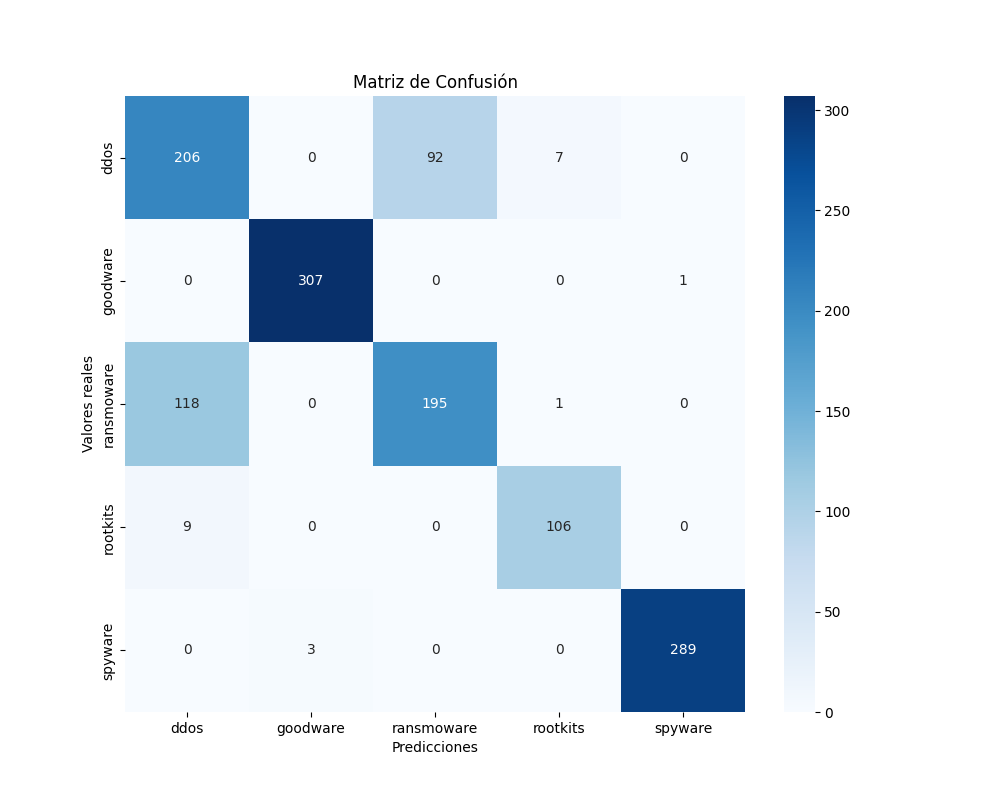 Matriz de Confusión
ddos 206 0 92 7 0
goodware 0 307 0 0 1
ransmoware 118 0 195 1 0
rootkits 9 0 0 106 0
spyware 0 3 0 0 289
Valores reales
ddos goodware ransmoware rootkits spyware
Predicciones
300
250
200
150
100
50
0